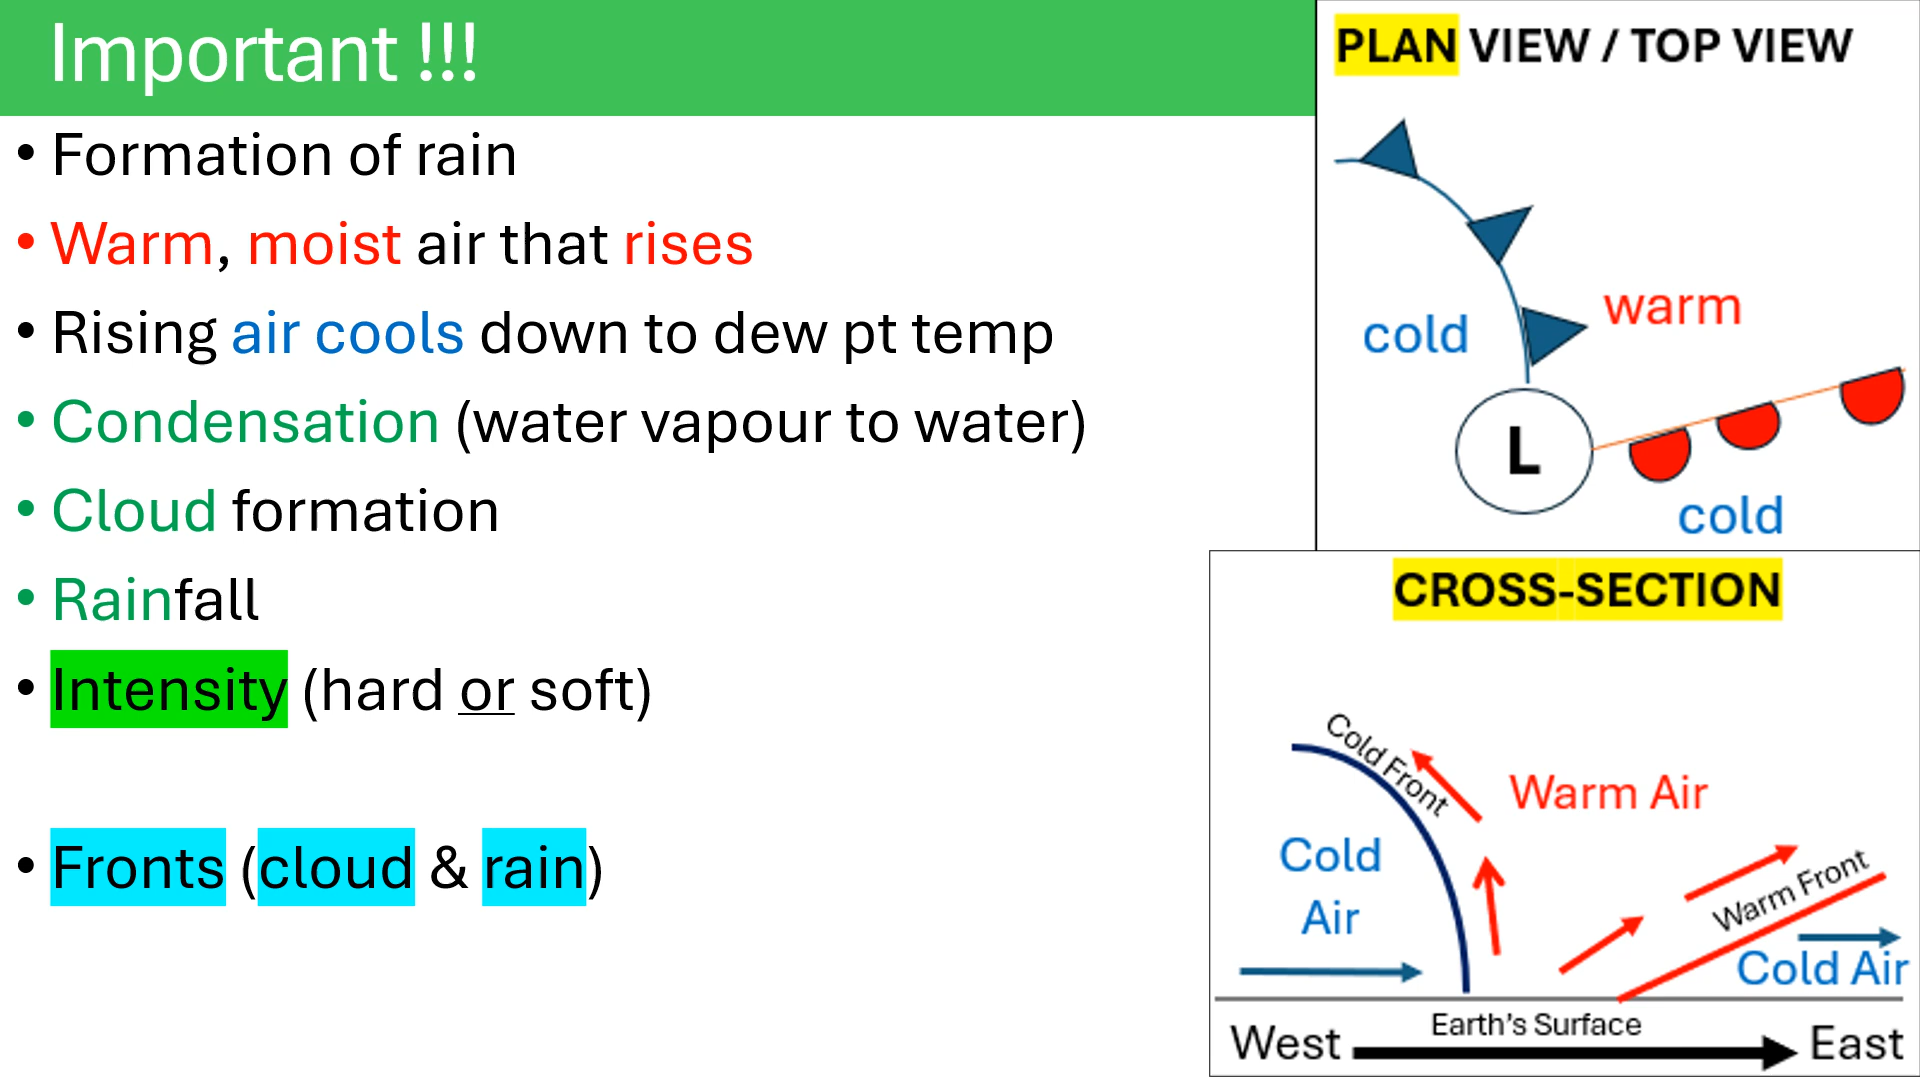 Important !!!
• Formation of rain
• Warm, moist air that rises
• Rising air cools down to dew pt temp
• Condensation (water vapour to water)
• Cloud formation
• Rainfall
• Intensity (hard or soft)
• Fronts (cloud & rain)
PLAN VIEW / TOP VIEW
cold
warm
L
cold
CROSS-SECTION
Cold Front
Warm Air
Cold
Air
Warm Front
Cold Air
Earth's Surface
West
East